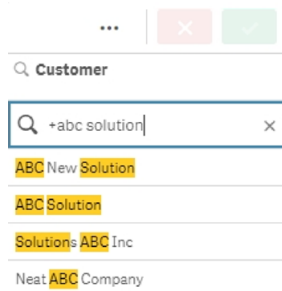 Customer
+abc solution
ABC New Solution
ABC Solution
Solutions ABC Inc
Neat ABC Company